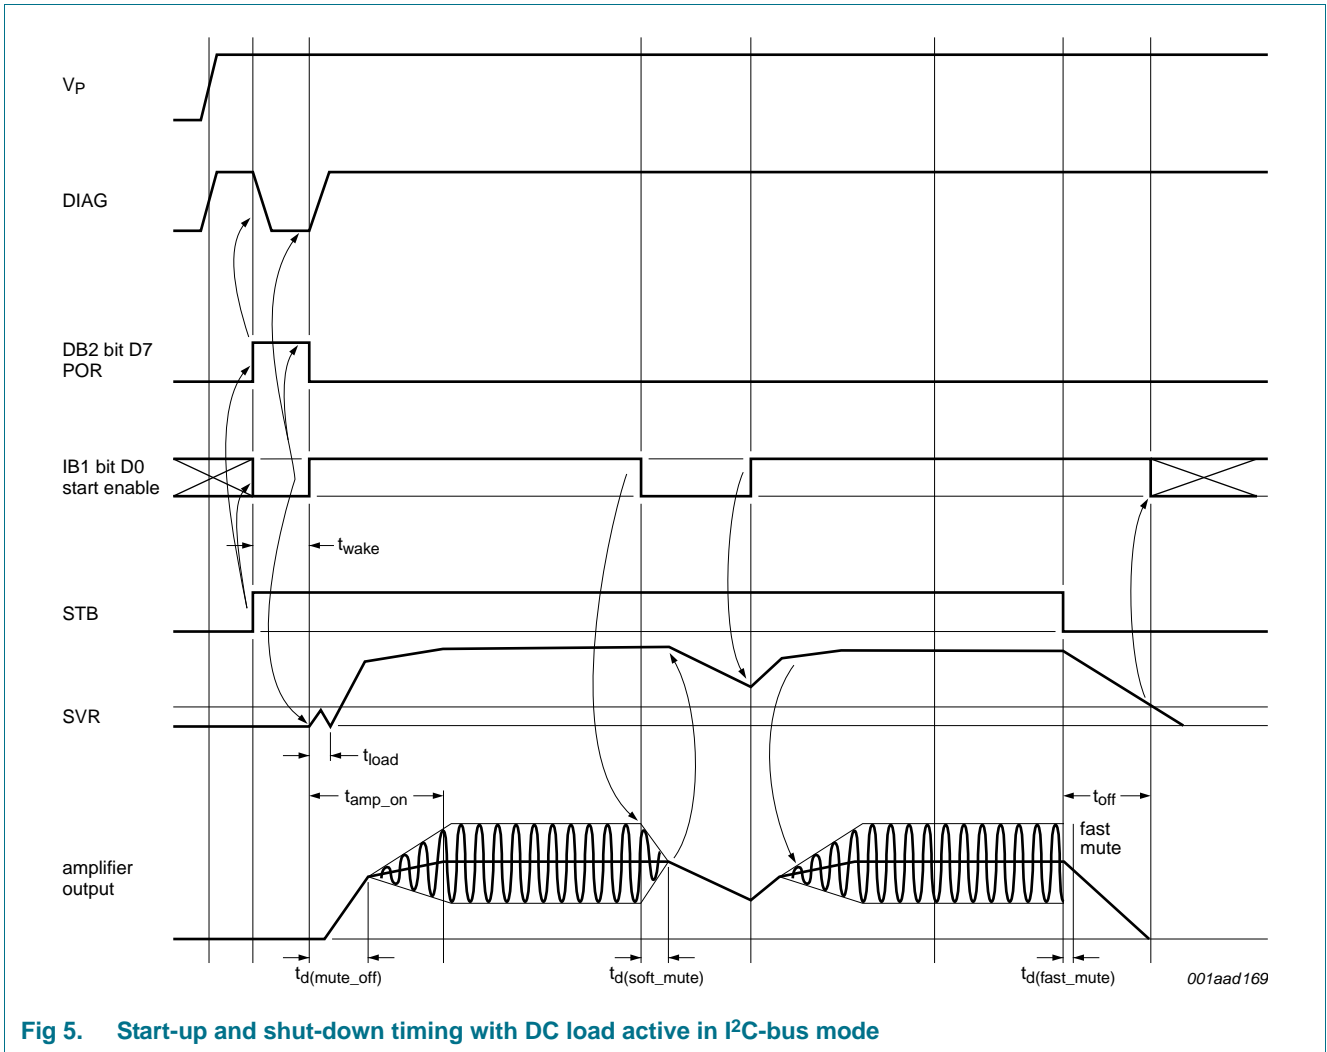 VP
DIAG
DB2 bit D7
POR
IB1 bit D0
start enable
twake
STB
SVR
tload
tamp_on
toff
fast
mute
amplifier
output
td(mute_off)
td(soft_mute)
td(fast_mute)
001aad169
Fig 5. Start-up and shut-down timing with DC load active in I2C-bus mode